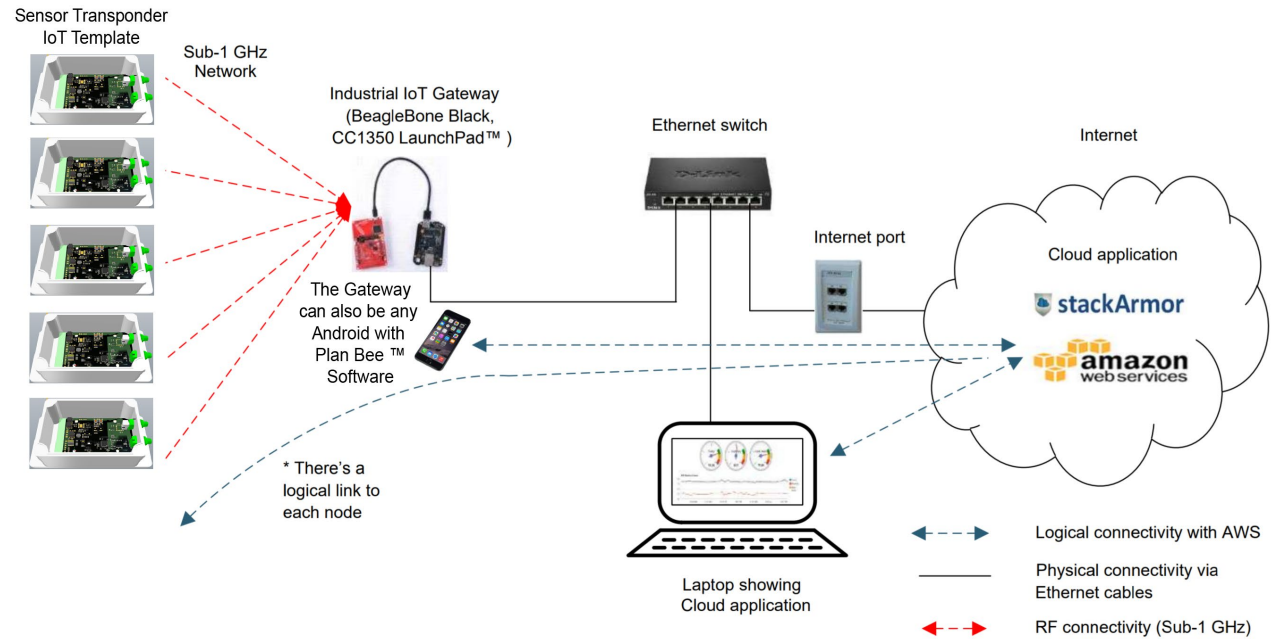 Sensor Transponder
IoT Template
Sub-1 GHz
Network
Industrial IoT Gateway
(BeagleBone Black,
CC1350 LaunchPad™ )
The Gateway
can also be any
Android with
Plan Bee ™
Software
* There's a
logical link to
each node
Ethernet switch
D-Link
Internet port
Internet
Cloud application
stackArmor
amazon
webservices
Laptop showing
Cloud application
Logical connectivity with AWS
Physical connectivity via
Ethernet cables
RF connectivity (Sub-1 GHz)